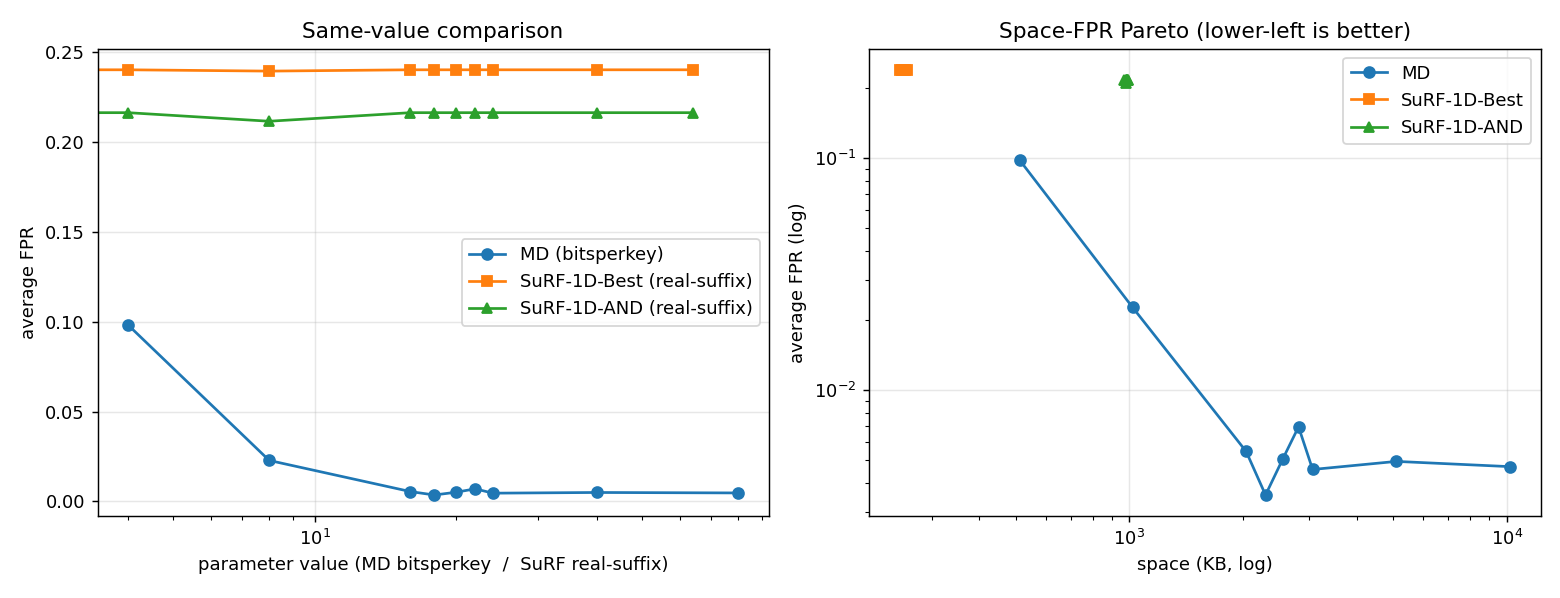 Same-value comparison
0.25
0.20
0.15
0.10
0.05
0.00
average FPR
MD (bitsperkey)
SuRF-1D-Best (real-suffix)
SuRF-1D-AND (real-suffix)
10¹
parameter value (MD bitsperkey  /  SuRF real-suffix)
Space-FPR Pareto (lower-left is better)
10⁻¹
10⁻²
average FPR (log)
MD
SuRF-1D-Best
SuRF-1D-AND
10³
10⁴
space (KB, log)